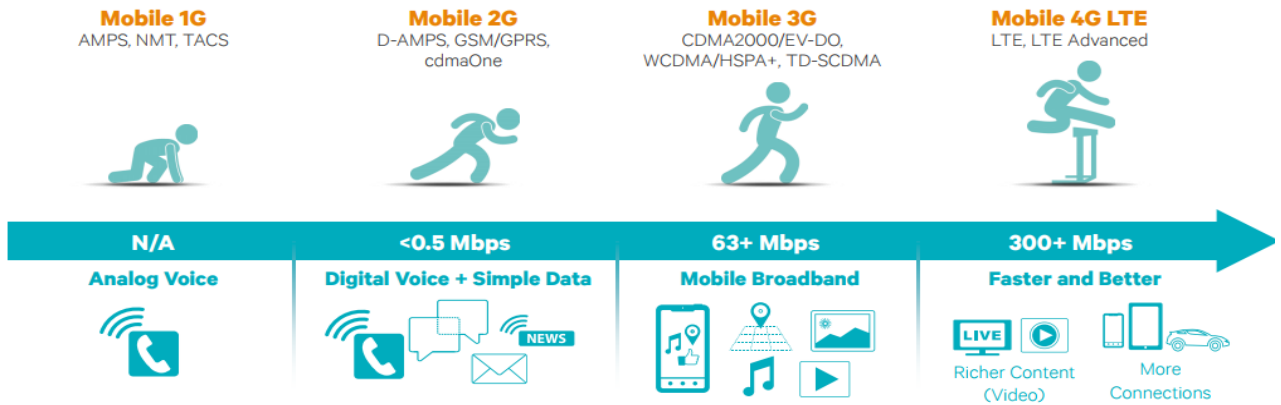 Mobile 1G
AMPS, NMT, TACS
Mobile 2G
D-AMPS, GSM/GPRS,
cdmaOne
Mobile 3G
CDMA2000/EV-DO,
WCDMA/HSPA+, TD-SCDMA
Mobile 4G LTE
LTE, LTE Advanced
N/A
<0.5 Mbps
63+ Mbps
300+ Mbps
Analog Voice
Digital Voice + Simple Data
Mobile Broadband
Faster and Better
NEWS
LIVE
Richer Content
(Video)
More
Connections